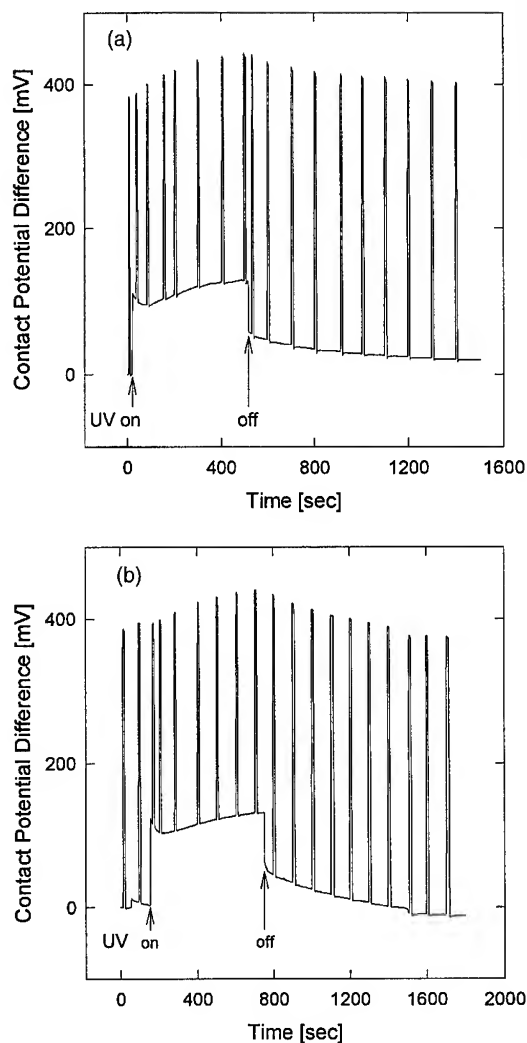 (a)
Contact Potential Difference [mV]
400
200
0
UV on
off
0 400 800 1200 1600
Time [sec]
(b)
Contact Potential Difference [mV]
400
200
0
UV on
off
0 400 800 1200 1600 2000
Time [sec]